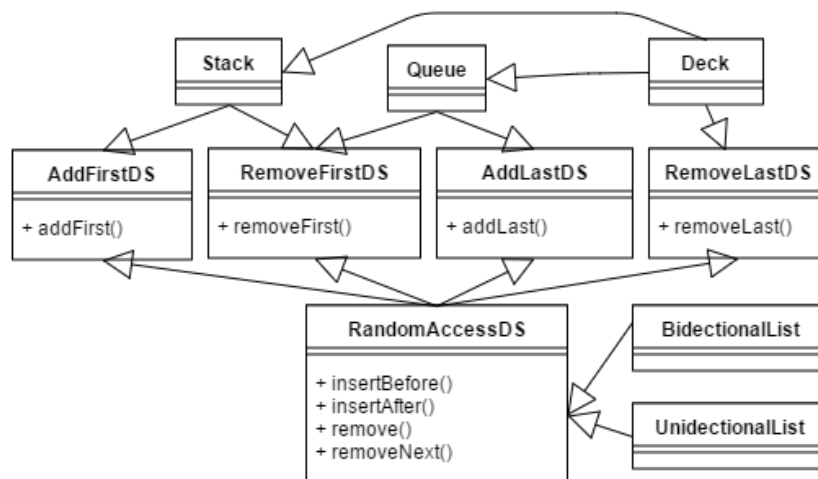 Stack
Queue
Deck
AddFirstDS
RemoveFirstDS
AddLastDS
RemoveLastDS
+ addFirst()
+ removeFirst()
+ addLast()
+ removeLast()
RandomAccessDS
BidectionalList
+ insertBefore()
+ insertAfter()
+ remove()
+ removeNext()
UnidectionalList